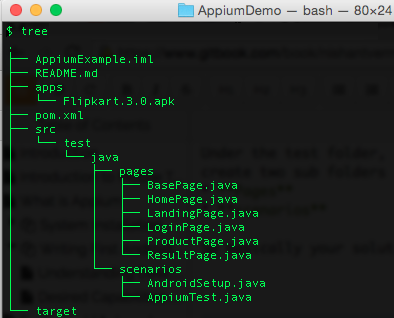 AppiumDemo — bash — 80×24
$ tree
.
├── AppiumExample.iml
├── README.md
├── apps
│   └── Flipkart.3.0.apk
├── pom.xml
├── src
│   └── test
│       └── java
│           ├── pages
│           │   ├── BasePage.java
│           │   ├── HomePage.java
│           │   ├── LandingPage.java
│           │   ├── LoginPage.java
│           │   ├── ProductPage.java
│           │   └── ResultPage.java
│           └── scenarios
│               ├── AndroidSetup.java
│               └── AppiumTest.java
└── target